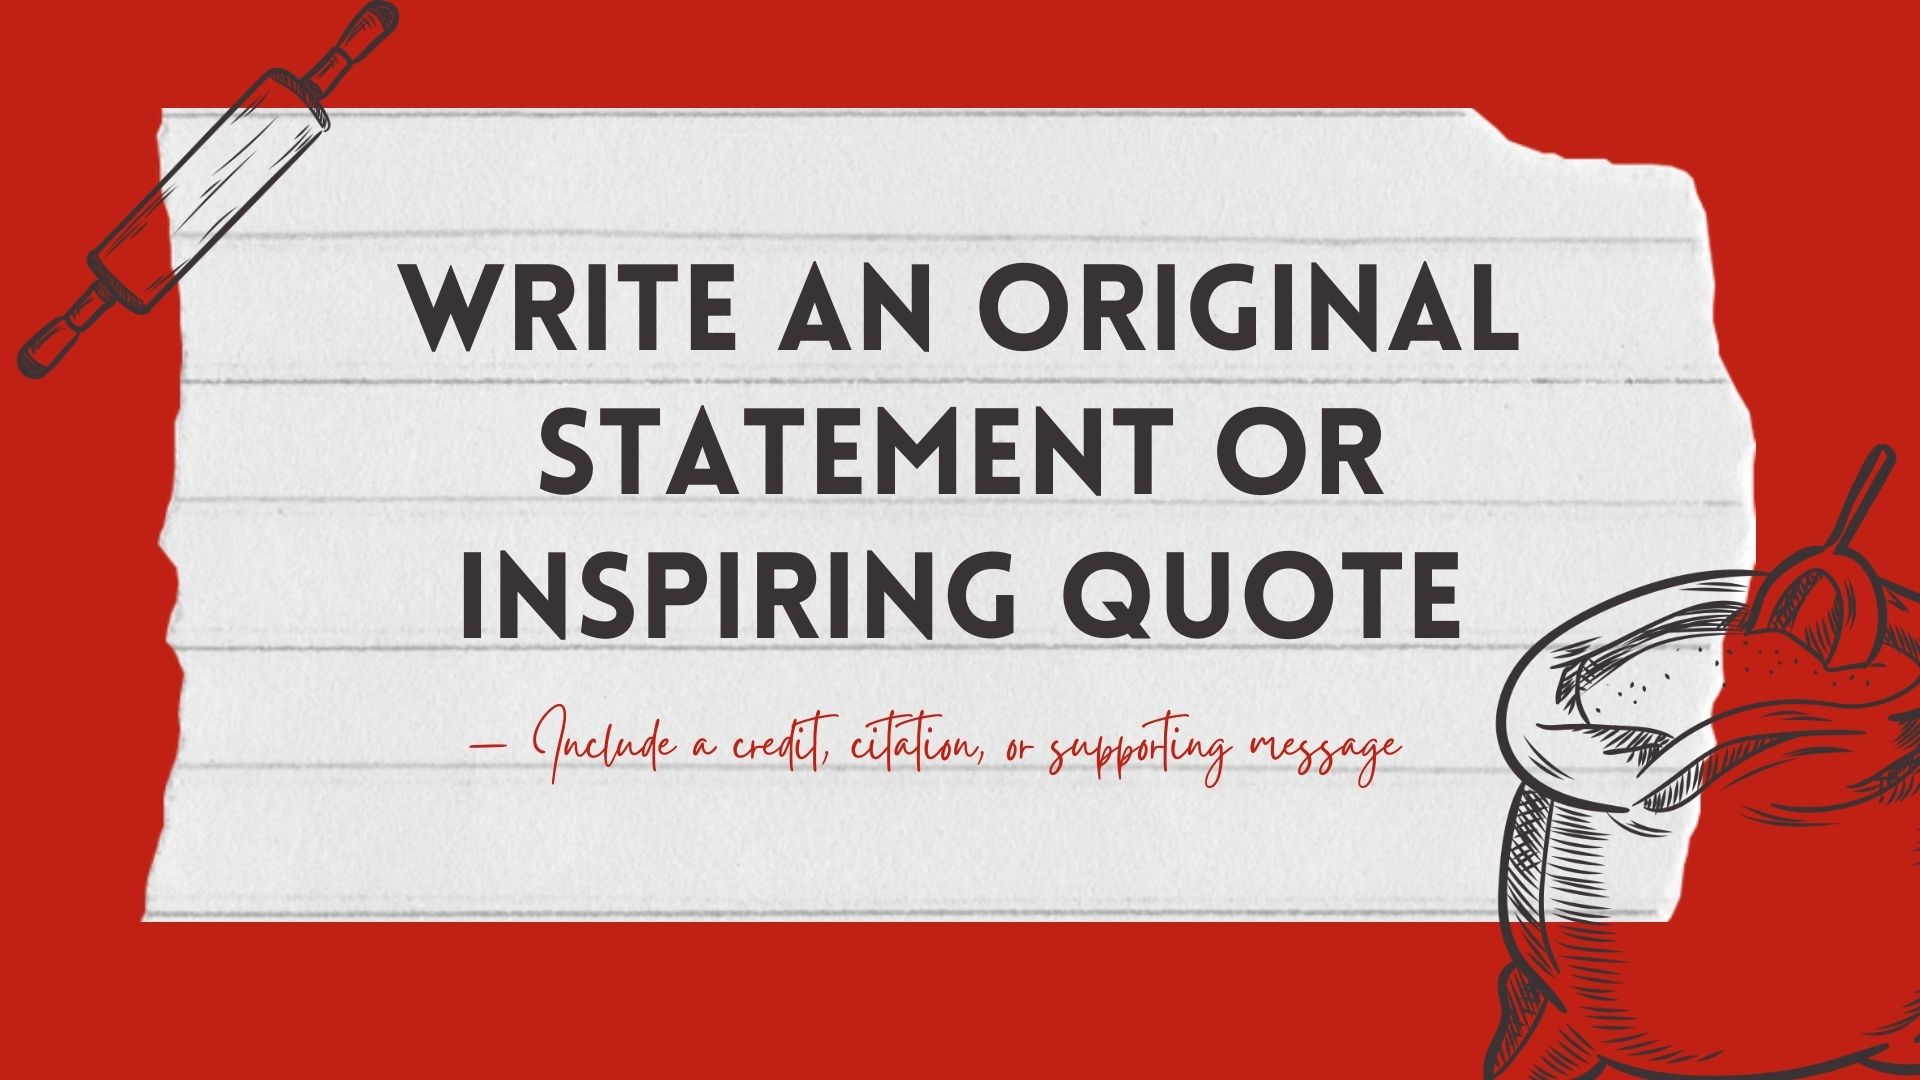 WRITE AN ORIGINAL
STATEMENT OR
INSPIRING QUOTE
— Include a credit, citation, or supporting message